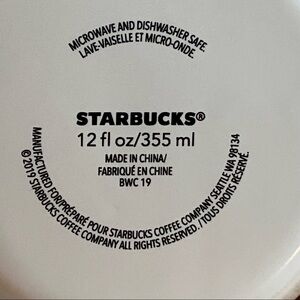 MICROWAVE AND DISHWASHER SAFE.
LAVE-VAISELLE ET MICRO-ONDE.
STARBUCKS®
12 fl oz/355 ml
MADE IN CHINA/
FABRIQUÉ EN CHINE
BWC 19
MANUFACTURED FOR/PRÉPARÉ POUR STARBUCKS COFFEE COMPANY SEATTLE WA 98134
©2019 STARBUCKS COFFEE COMPANY ALL RIGHTS RESERVED./TOUS DROITS RESERVÉ.